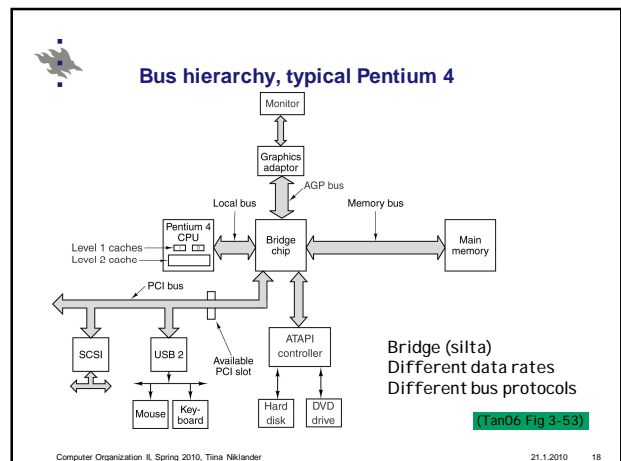 Bus hierarchy, typical Pentium 4
Monitor
Graphics
adaptor
AGP bus
Local bus
Memory bus
Pentium 4
CPU
Level 1 caches
Level 2 cache
Bridge
chip
Main
memory
PCI bus
SCSI
USB 2
Available
PCI slot
ATAPI
controller
Mouse
Key-
board
Hard
disk
DVD
drive
Bridge (silta)
Different data rates
Different bus protocols
(Tan06 Fig 3-53)
Computer Organization II, Spring 2010, Tiina Niklander
21.1.2010
18